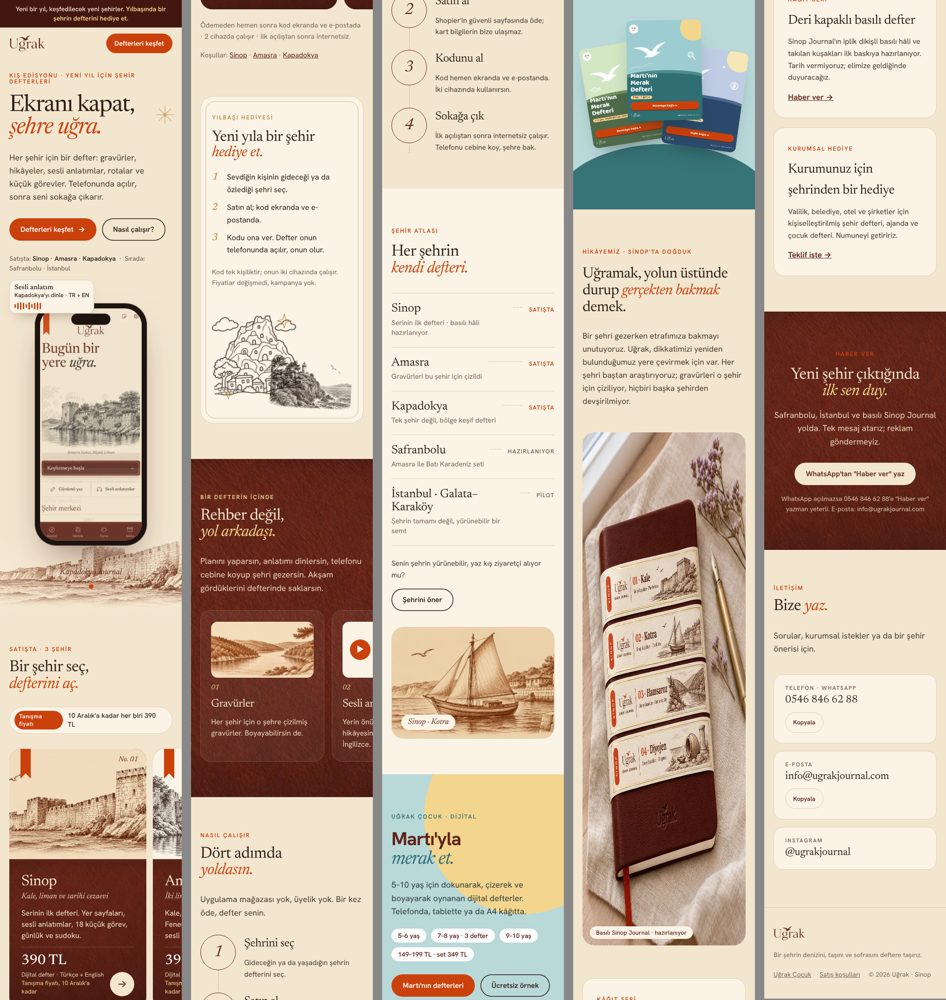 Yeni bir yıl, keşfedilecek yeni şehirler. Yılbaşında bir
şehrin defterini hediye et.
Uğrak
Defterleri keşfet
KIŞ EDİSYONU · YENİ YIL İÇİN ŞEHİR
DEFTERLERİ
Ekranı kapat,
şehre uğra.
Her şehir için bir defter: gravürler,
hikâyeler, sesli anlatımlar, rotalar ve
küçük görevler. Telefonunda açılır,
sonra seni sokağa çıkarır.
Defterleri keşfet →
Nasıl çalışır?
Satışta: Sinop · Amasra · Kapadokya · Sırada:
Safranbolu · İstanbul
Sesli anlatım
Kapadokya'yı dinle · TR + EN
Uğrak
Bugün bir
yere uğra.
Keşfetmeye başla →
Günümü yaz
Sesli anlatımlar
Şehir merkezi
Kapadokya Journal
SATIŞTA · 3 ŞEHİR
Bir şehir seç,
defterini aç.
Tanışma
fiyatı
10 Aralık'a kadar her biri 390
TL
No. 01
Sinop
Kale, liman ve tarihi cezaevi
Serinin ilk defteri. Yer sayfaları,
sesli anlatımlar, 18 küçük görev,
günlük ve sudoku.
390 TL
Dijital defter · Türkçe + English
Tanışma fiyatı, 10 Aralık'a
kadar
→
Ödemeden hemen sonra kod ekranda ve e-postada
· 2 cihazda çalışır · İlk açılıştan sonra internetsiz.
Koşullar: Sinop · Amasra · Kapadokya
YILBAŞI HEDİYESİ
Yeni yıla bir şehir
hediye et.
1 Sevdiğin kişinin gideceği ya da
özlediği şehri seç.
2 Satın al; kod ekranda ve e-
postanda.
3 Kodu ona ver. Defter onun
telefonunda açılır, onun olur.
Kod tek kişiliktir; onun iki cihazında çalışır.
Fiyatlar değişmedi, kampanya yok.
BİR DEFTERİN İÇİNDE
Rehber değil,
yol arkadaşı.
Planını yaparsın, anlatımı dinlersin, telefonu
cebine koyup şehri gezersin. Akşam
gördüklerini defterinde saklarsın.
01
Gravürler
Her şehir için o şehre çizilmiş
gravürler. Boyayabilirsin de.
02
NASIL ÇALIŞIR
Dört adımda
yoldasın.
Uygulama mağazası yok, üyelik yok. Bir kez
öde, defter senin.
1
Şehrini seç
Gideceğin ya da yaşadığın şehrin
defterini seç.
2
Satın al
Shopier'in güvenli sayfasında öde;
kart bilgilerin bize ulaşmaz.
3
Kodunu al
Kod hemen ekranda ve e-postanda.
İki cihazında kullanırsın.
4
Sokağa çık
İlk açılıştan sonra internetsiz çalışır.
Telefonu cebine koy, şehre bak.
ŞEHİR ATLASI
Her şehrin
kendi defteri.
Sinop
SATIŞTA
Serinin ilk defteri · basılı hâli
hazırlanıyor
Amasra
SATIŞTA
Gravürleri bu şehir için çizildi
Kapadokya
SATIŞTA
Tek şehir değil, bölge keşif defteri
Safranbolu
HAZIRLANIYOR
Amasra ile Batı Karadeniz seti
İstanbul · Galata–
Karaköy
PİLOT
Şehrin tamamı değil, yürünebilir bir
semt
Senin şehrin yürünebilir, yaz kış ziyaretçi alıyor
mu?
Şehrini öner
Sinop · Kotra
UĞRAK ÇOCUK · DİJİTAL
Martı'yla
merak et.
5–10 yaş için dokunarak, çizerek ve
boyayarak oynanan dijital defterler.
Telefonda, tablette ya da A4 kâğıtta.
5–6 yaş
7–8 yaş · 3 defter
9–10 yaş
149–199 TL · set 349 TL
Martı'nın defterleri
Ücretsiz örnek
Martı'nın
Merak
Defteri
HİKÂYEMİZ · SİNOP'TA DOĞDUK
Uğramak, yolun üstünde
durup gerçekten bakmak
demek.
Bir şehri gezerken etrafımıza bakmayı
unutuyoruz. Uğrak, dikkatimizi yeniden
bulunduğumuz yere çevirmek için var. Her
şehri baştan araştırıyoruz; gravürleri o şehir
için çiziliyor, hiçbiri başka şehirden
devşirilmiyor.
Uğrak
01 · Kale
Uğrak
02 · Kotra
Uğrak
03 · Hamsaroz
Uğrak
04 · Diyojen
Uğrak
Basılı Sinop Journal · hazırlanıyor
KÂĞIT SERİ
Deri kapaklı basılı defter
Sinop Journal'ın iplik dikişli basılı hâli ve
takılan kuşakları ilk baskıya hazırlanıyor.
Tarih vermiyoruz; elimize geldiğinde
duyuracağız.
Haber ver →
KURUMSAL HEDİYE
Kurumunuz için
şehrinden bir hediye
Valilik, belediye, otel ve şirketler için
kişiselleştirilmiş şehir defteri, ajanda ve
çocuk defteri. Numuneyi getiririz.
Teklif iste →
HABER VER
Yeni şehir çıktığında
ilk sen duy.
Safranbolu, İstanbul ve basılı Sinop Journal
yolda. Tek mesaj atarız; reklam
göndermeyiz.
WhatsApp'tan "Haber ver" yaz
WhatsApp açılmazsa 0546 846 62 88'e "Haber ver"
yazman yeterli. E-posta: info@ugrakjournal.com
İLETİŞİM
Bize yaz.
Sorular, kurumsal istekler ya da bir şehir
önerisi için.
TELEFON · WHATSAPP
0546 846 62 88
Kopyala
E-POSTA
info@ugrakjournal.com
Kopyala
INSTAGRAM
@ugrakjournal
Uğrak
Bir şehrin denizini, taşını ve sofrasını deftere taşırız.
Uğrak Çocuk
Satış koşulları
© 2026 Uğrak · Sinop